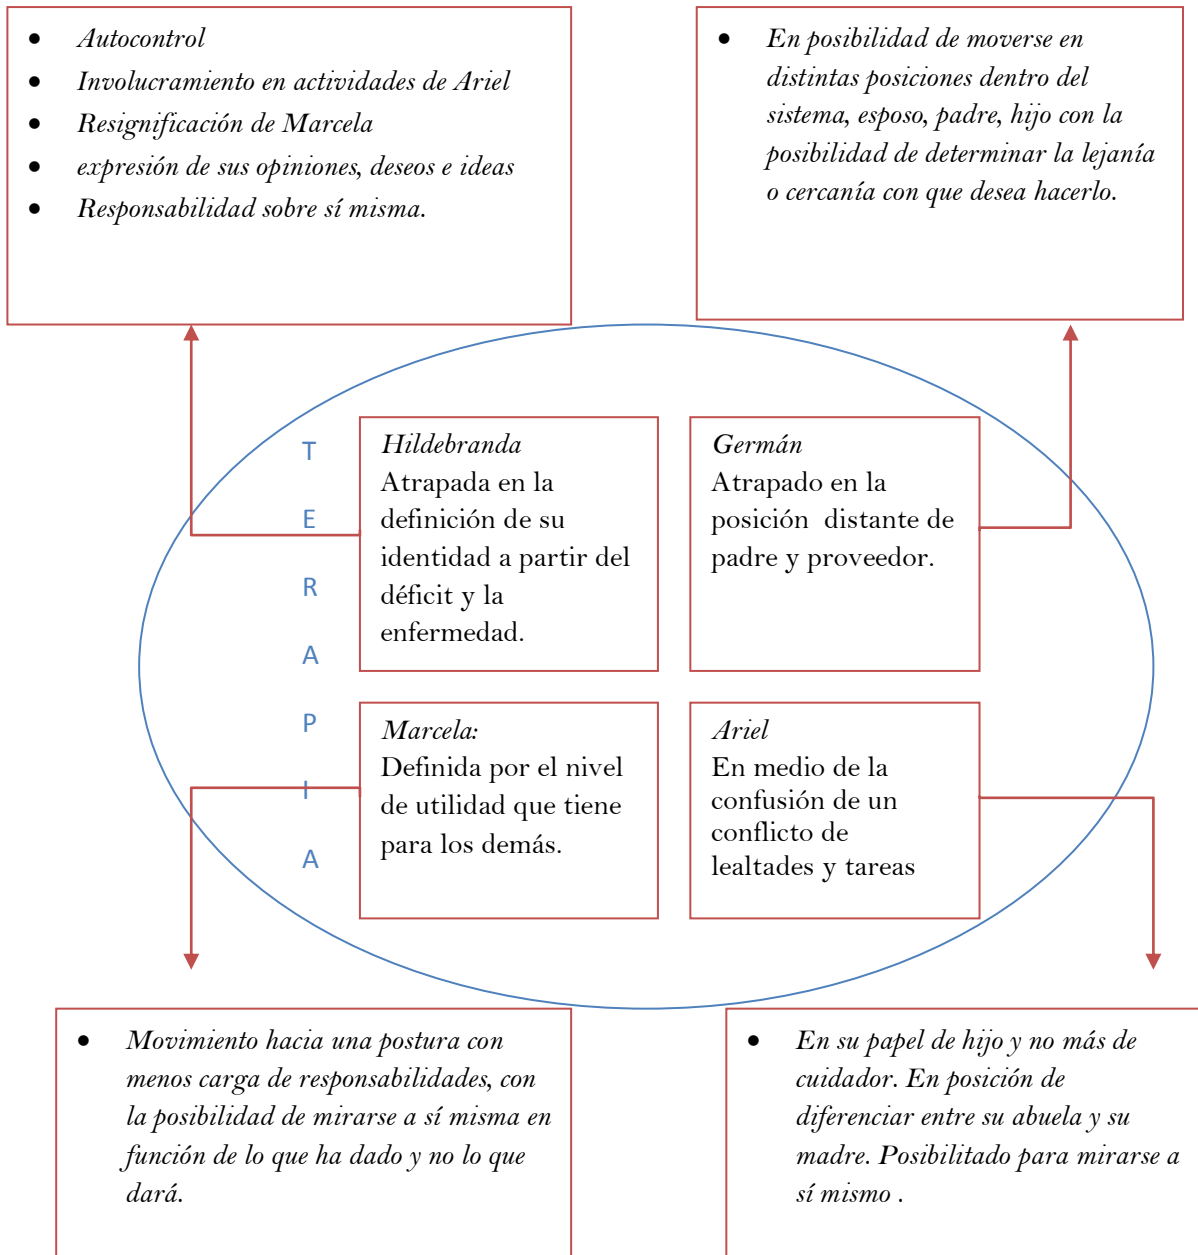 • Autocontrol
• Involucramiento en actividades de Ariel
• Resignificación de Marcela
• expresión de sus opiniones, deseos e ideas
• Responsabilidad sobre sí misma.
• En posibilidad de moverse en
distintas posiciones dentro del
sistema, esposo, padre, hijo con la
posibilidad de determinar la lejanía
o cercanía con que desea hacerlo.
T
E
R
A
P
I
A
Hildebranda
Atrapada en la
definición de su
identidad a partir del
déficit y la
enfermedad.
Germán
Atrapado en la
posición distante de
padre y proveedor.
Marcela:
Definida por el nivel
de utilidad que tiene
para los demás.
Ariel
En medio de la
confusión de un
conflicto de
lealtades y tareas
• Movimiento hacia una postura con
menos carga de responsabilidades, con
la posibilidad de mirarse a sí misma en
función de lo que ha dado y no lo que
dará.
• En su papel de hijo y no más de
cuidador. En posición de
diferenciar entre su abuela y su
madre. Posibilitado para mirarse a
sí mismo .